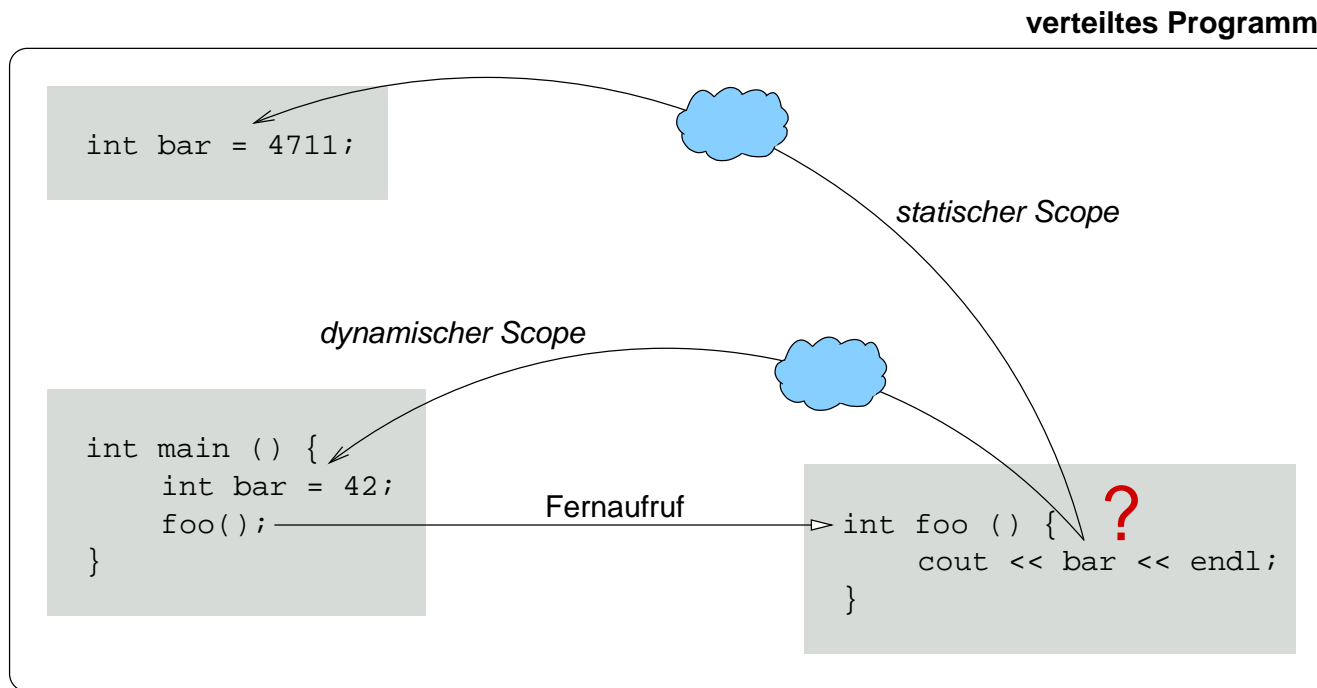 verteiltes Programm
int bar = 4711;
statischer Scope
dynamischer Scope
int main () {
int bar = 42;
foo();
}
Fernaufruf
int foo () {
cout << bar << endl;
}
?